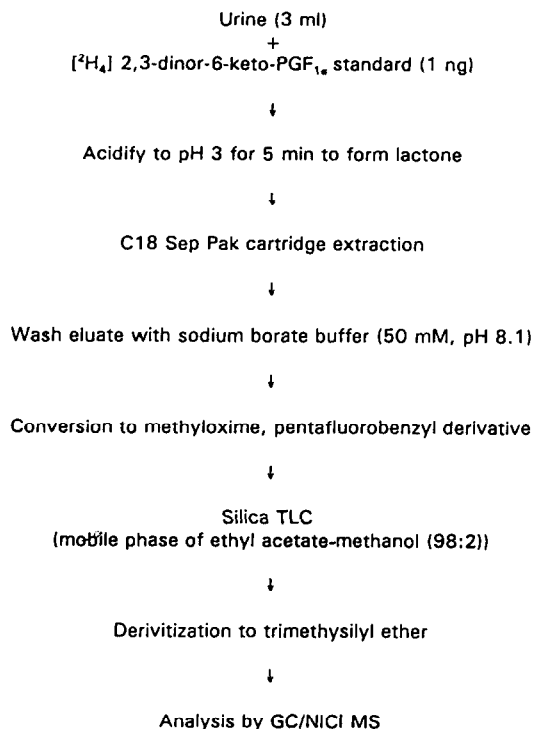 Urine (3 ml)
+
[²H₄] 2,3-dinor-6-keto-PGF₁ₐ standard (1 ng)
↓
Acidify to pH 3 for 5 min to form lactone
↓
C18 Sep Pak cartridge extraction
↓
Wash eluate with sodium borate buffer (50 mM, pH 8.1)
↓
Conversion to methyloxime, pentafluorobenzyl derivative
↓
Silica TLC
(mobile phase of ethyl acetate-methanol (98:2))
↓
Derivitization to trimethysilyl ether
↓
Analysis by GC/NICI MS